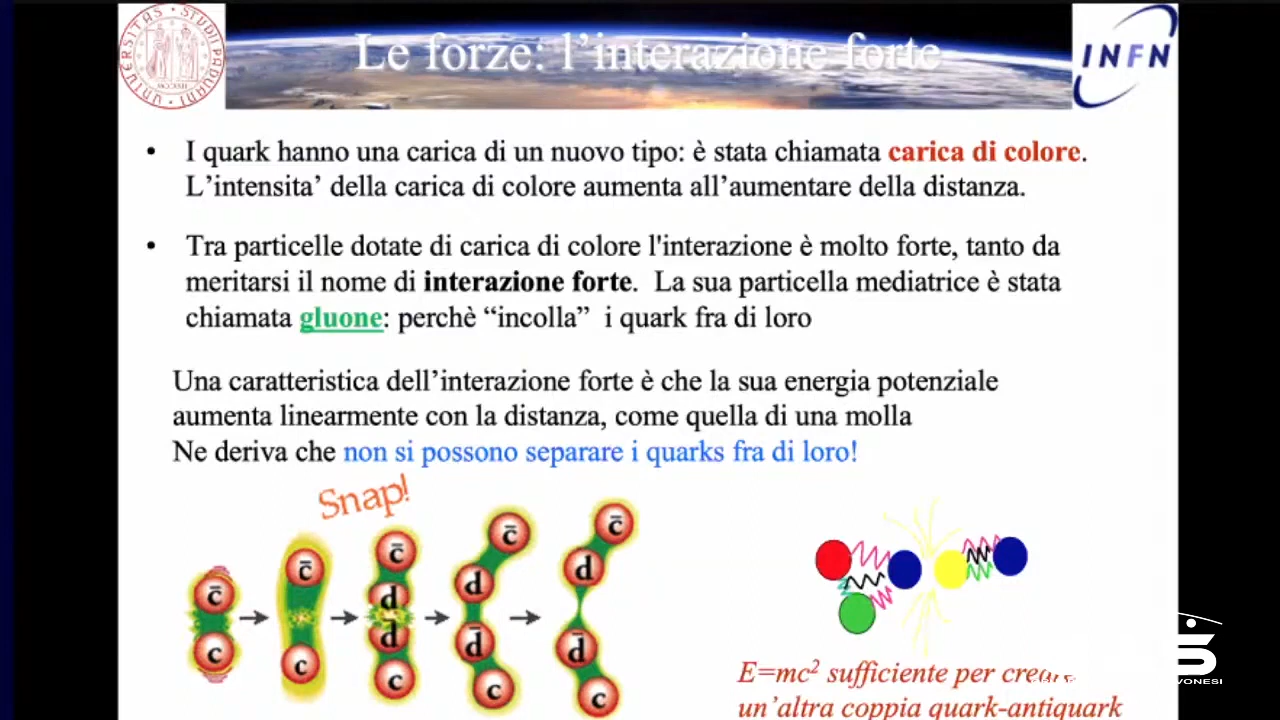 Le forze: l'interazione forte
INFN
• I quark hanno una carica di un nuovo tipo: è stata chiamata carica di colore.
L'intensita' della carica di colore aumenta all'aumentare della distanza.
• Tra particelle dotate di carica di colore l'interazione è molto forte, tanto da
meritarsi il nome di interazione forte. La sua particella mediatrice è stata
chiamata gluone: perchè “incolla” i quark fra di loro
Una caratteristica dell'interazione forte è che la sua energia potenziale
aumenta linearmente con la distanza, come quella di una molla
Ne deriva che non si possono separare i quarks fra di loro!
Snap!
c̄ c
c̄ c
c̄ d d̄ c
c̄ d d̄ c
c̄ d d̄ c
E=mc² sufficiente per
un'altra coppia quark-antiquark